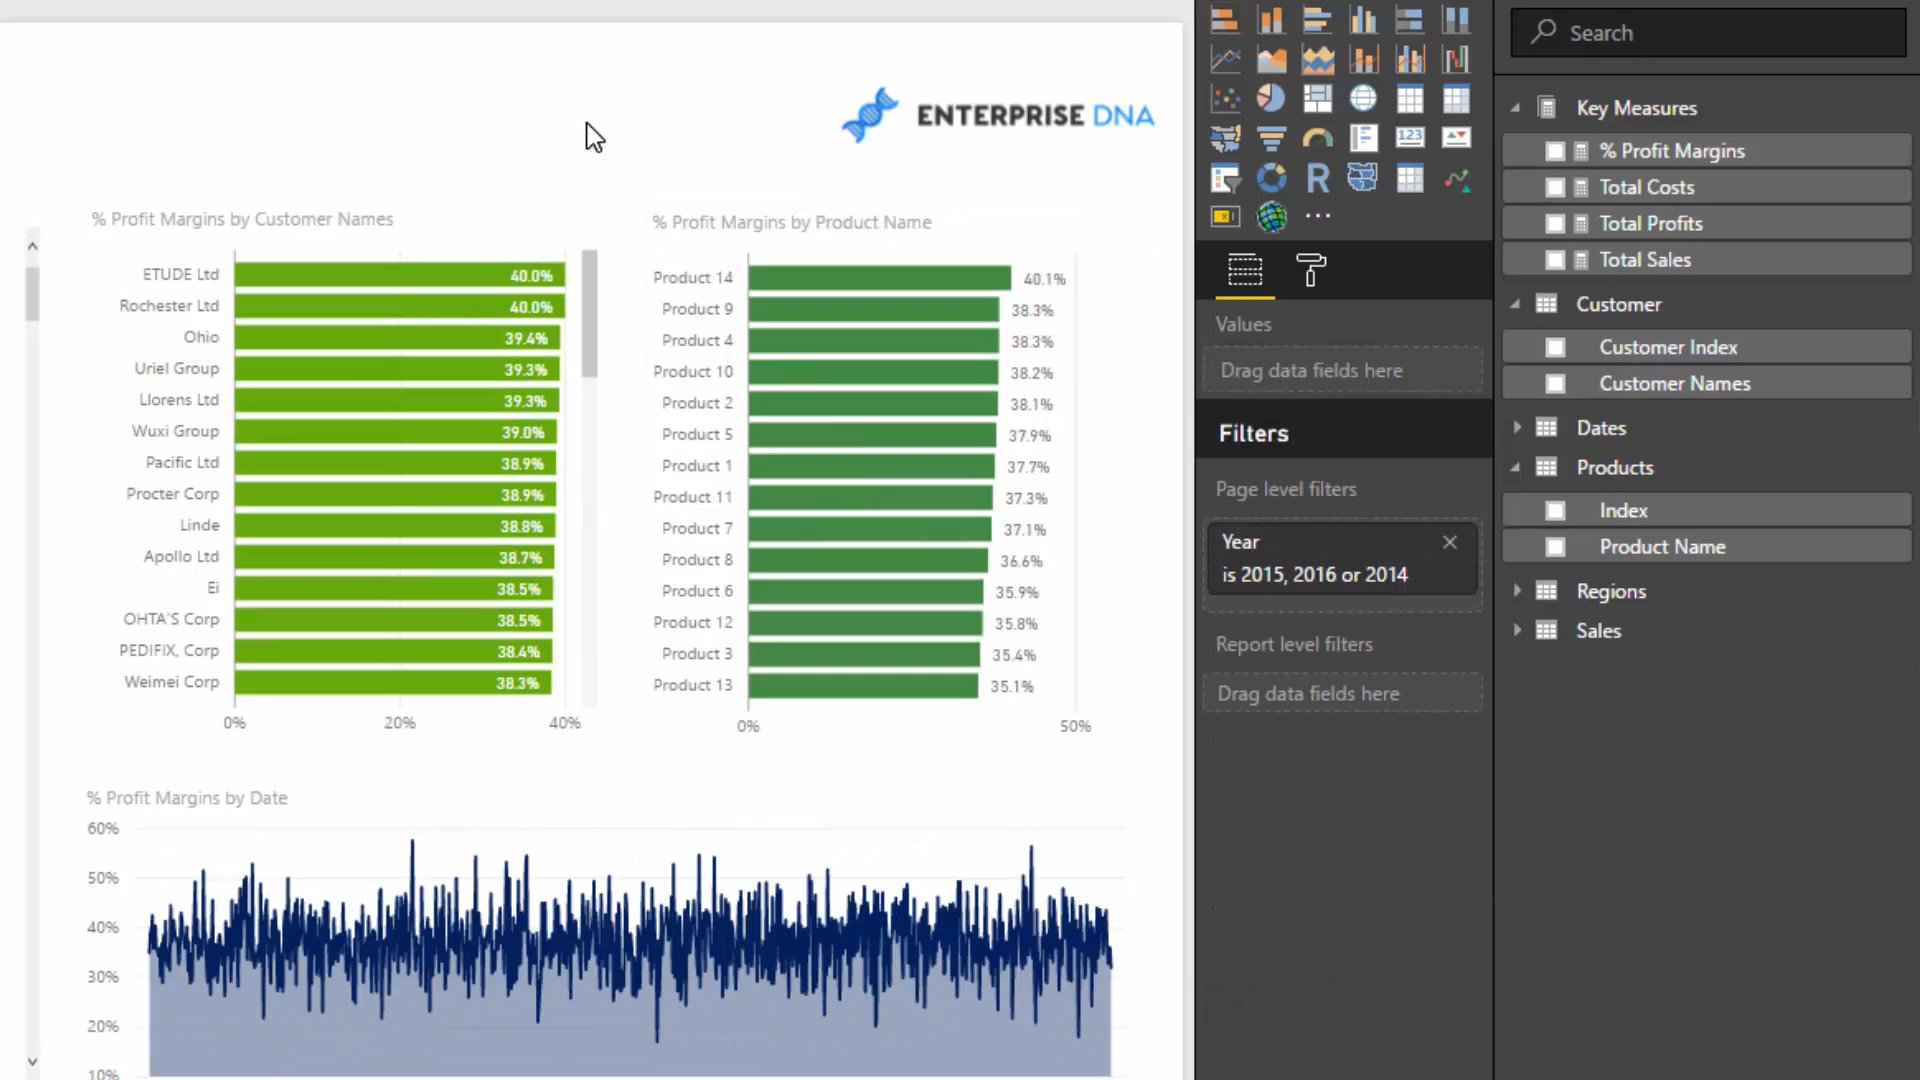 ENTERPRISE DNA
% Profit Margins by Customer Names
ETUDE Ltd 40.0%
Rochester Ltd 40.0%
Ohio 39.4%
Uriel Group 39.3%
Llorens Ltd 39.3%
Wuxi Group 39.0%
Pacific Ltd 38.9%
Procter Corp 38.9%
Linde 38.8%
Apollo Ltd 38.7%
Ei 38.5%
OHTA'S Corp 38.5%
PEDIFIX, Corp 38.4%
Weimei Corp 38.3%
0% 20% 40%
% Profit Margins by Product Name
Product 14 40.1%
Product 9 38.3%
Product 4 38.3%
Product 10 38.2%
Product 2 38.1%
Product 5 37.9%
Product 1 37.7%
Product 11 37.3%
Product 7 37.1%
Product 8 36.6%
Product 6 35.9%
Product 12 35.8%
Product 3 35.4%
Product 13 35.1%
0% 50%
% Profit Margins by Date
60%
50%
40%
30%
20%
10%
R
123
Values
Drag data fields here
Filters
Page level filters
Year
is 2015, 2016 or 2014
Report level filters
Drag data fields here
Search
Key Measures
% Profit Margins
Total Costs
Total Profits
Total Sales
Customer
Customer Index
Customer Names
Dates
Products
Index
Product Name
Regions
Sales